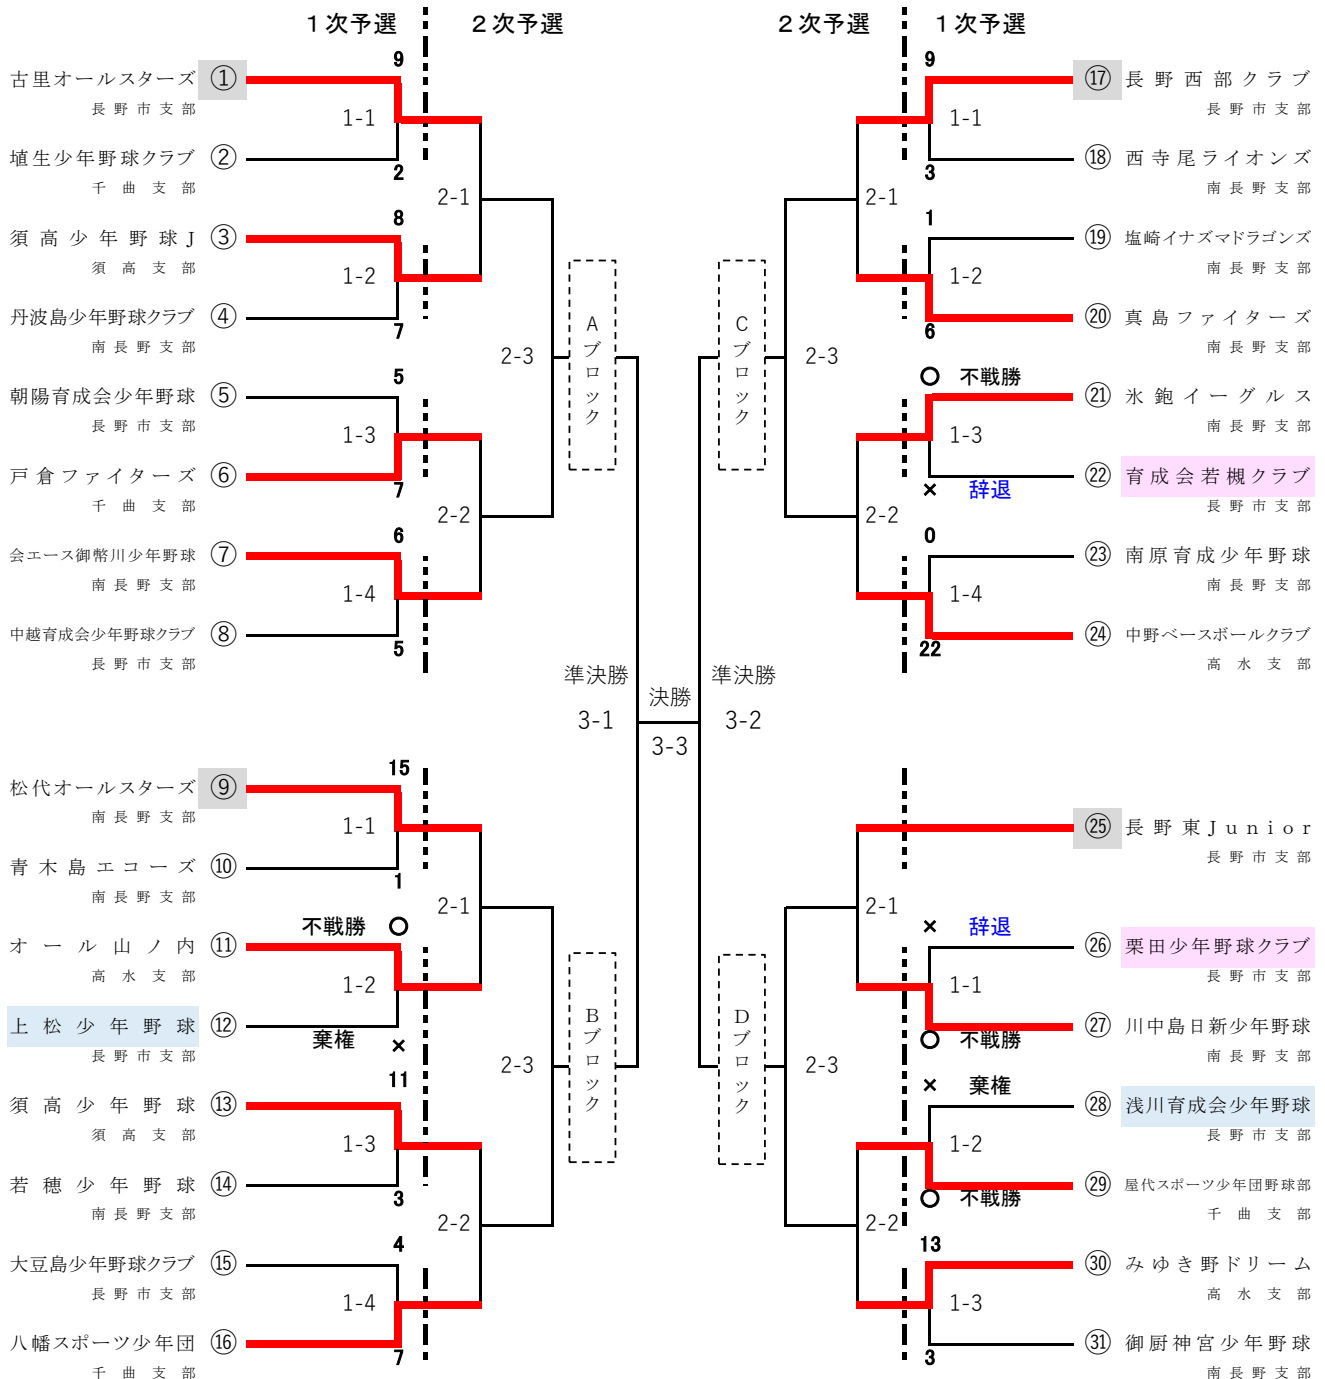 1次予選
2次予選
2次予選
1次予選
古里オールスターズ ① 9
長野市支部
1-1
埴生少年野球クラブ ② 2
千曲支部
2-1
須高少年野球J ③ 8
須高支部
1-2
丹波島少年野球クラブ ④ 7
南長野支部
2-3
Aブロック
朝陽育成会少年野球 ⑤ 5
長野市支部
1-3
戸倉ファイターズ ⑥ 7
千曲支部
2-2
会エース御幣川少年野球 ⑦ 6
南長野支部
1-4
中越育成会少年野球クラブ ⑧ 5
長野市支部
準決勝
3-1
決勝
3-3
準決勝
3-2
松代オールスターズ ⑨ 15
南長野支部
1-1
青木島エコーズ ⑩ 1
南長野支部
2-1
不戦勝 ○
オール山ノ内 ⑪
高水支部
1-2
上松少年野球 ⑫
長野市支部
棄権 ×
2-3
Bブロック
須高少年野球 ⑬ 11
須高支部
1-3
若穂少年野球 ⑭ 3
南長野支部
2-2
大豆島少年野球クラブ ⑮ 4
長野市支部
1-4
八幡スポーツ少年団 ⑯ 7
千曲支部
9 ⑰ 長野西部クラブ
長野市支部
1-1
3 ⑱ 西寺尾ライオンズ
南長野支部
2-1
1 ⑲ 塩崎イナズマドラゴンズ
南長野支部
1-2
6 ⑳ 真島ファイターズ
南長野支部
Cブロック
2-3
○ 不戦勝
㉑ 氷鉋イーグルス
南長野支部
1-3
㉒ 育成会若槻クラブ
× 辞退
長野市支部
2-2
0 ㉓ 南原育成少年野球
南長野支部
1-4
22 ㉔ 中野ベースボールクラブ
高水支部
㉕ 長野東Junior
長野市支部
2-1
× 辞退
㉖ 栗田少年野球クラブ
長野市支部
1-1
㉗ 川中島日新少年野球
○ 不戦勝
南長野支部
Dブロック
2-3
× 棄権
㉘ 浅川育成会少年野球
長野市支部
1-2
㉙ 屋代スポーツ少年団野球部
○ 不戦勝
千曲支部
2-2
13 ㉚ みゆき野ドリーム
高水支部
1-3
3 ㉛ 御厨神宮少年野球
南長野支部